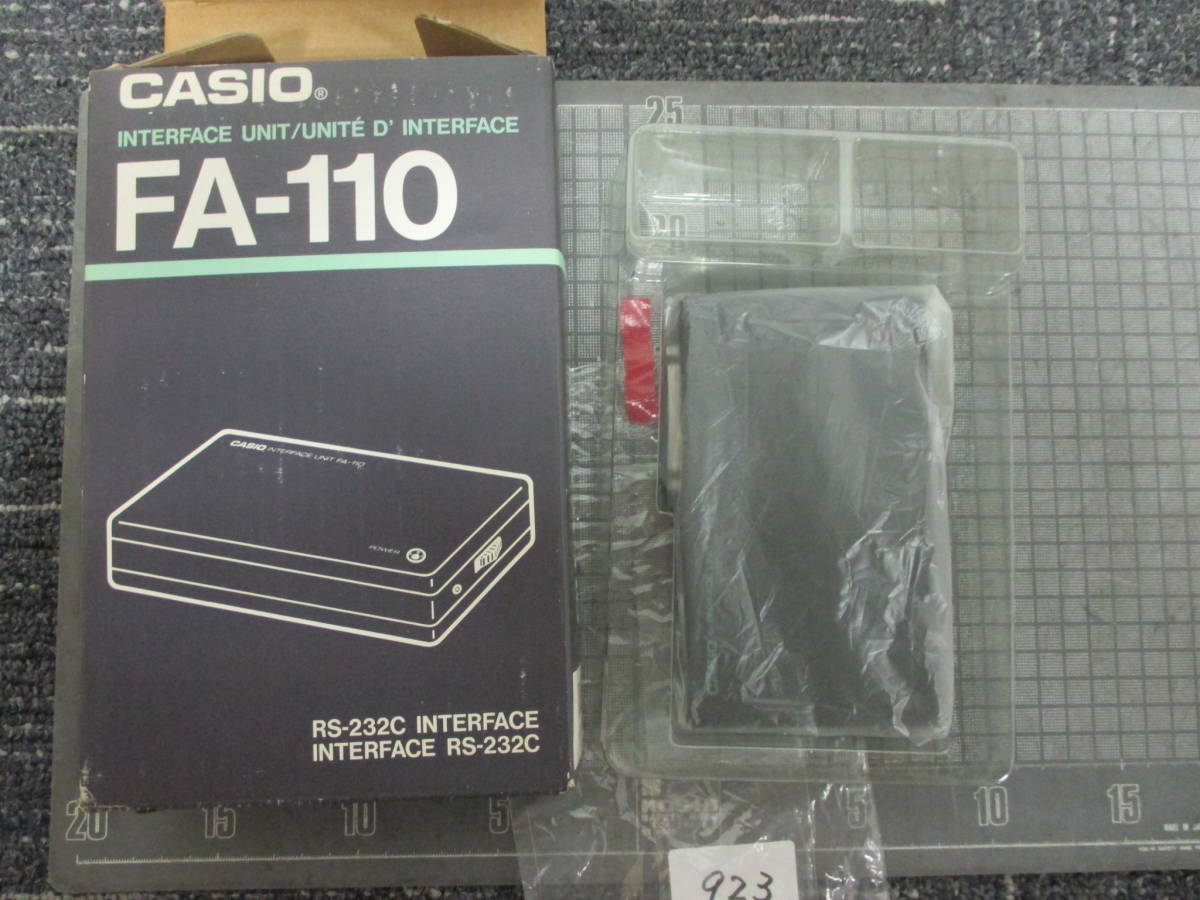 CASIO®
INTERFACE UNIT/UNITÉ D' INTERFACE
FA-110
CASIO INTERFACE UNIT FA-110
POWER
RS-232C INTERFACE
INTERFACE RS-232C
25
20
20 15 10 5 5 10 15
923